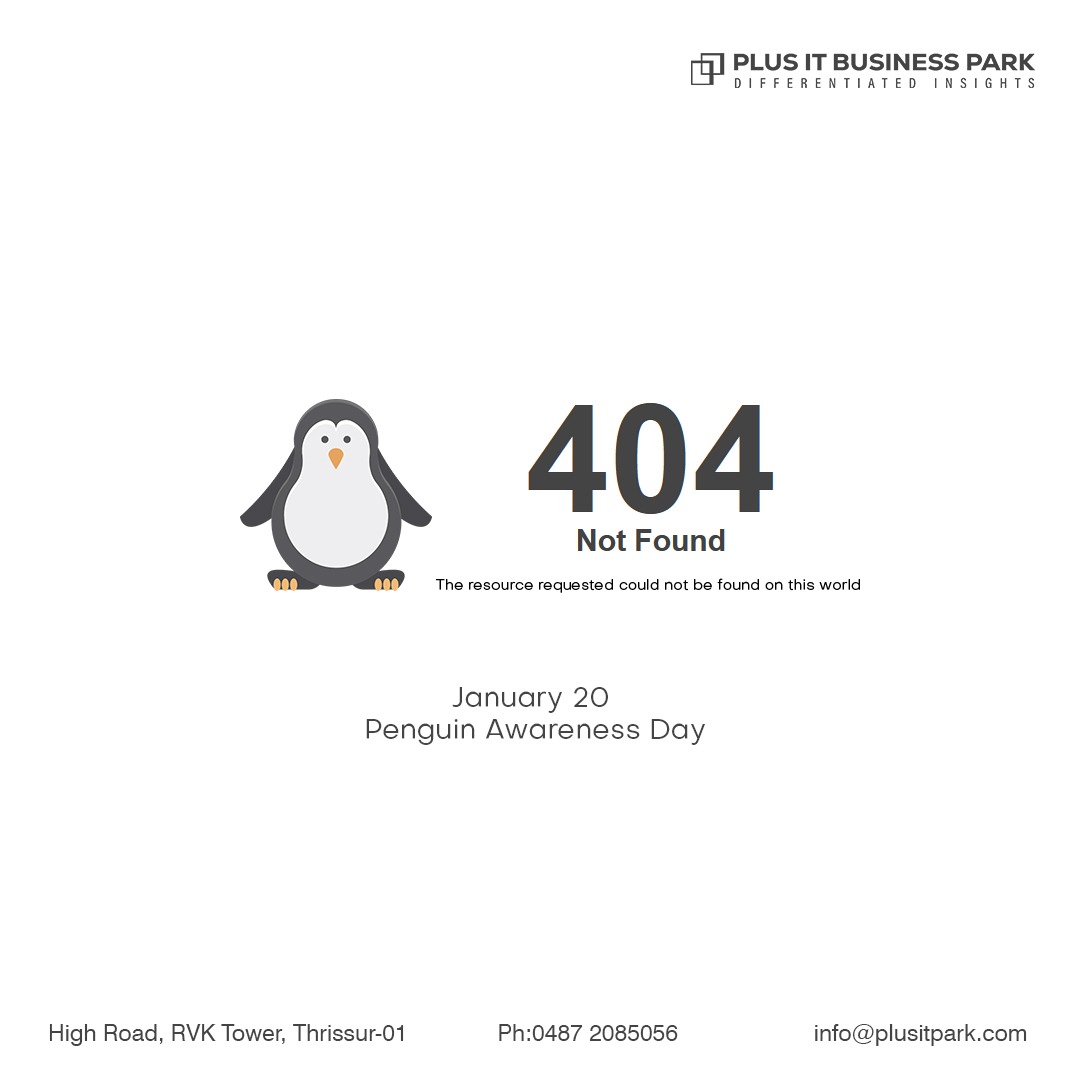 PLUS IT BUSINESS PARK
DIFFERENTIATED INSIGHTS
404
Not Found
The resource requested could not be found on this world
January 20
Penguin Awareness Day
High Road, RVK Tower, Thrissur-01
Ph:0487 2085056
info@plusitpark.com